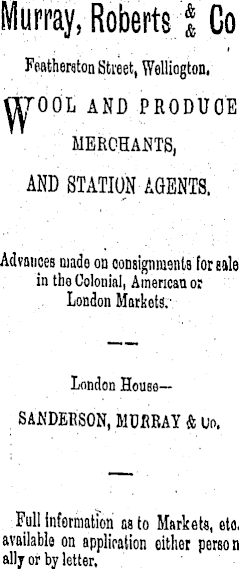 Murray, Roberts & Co
Featherston Street, Wellington.
WOOL AND PRODUCE
MERCHANTS,
AND STATION AGENTS.
Advances made on consignments for sale
in the Colonial, American or
London Markets.
London House—
SANDERSON, MURRAY & Co.
Full information as to Markets, etc.
available on application either person
ally or by letter.